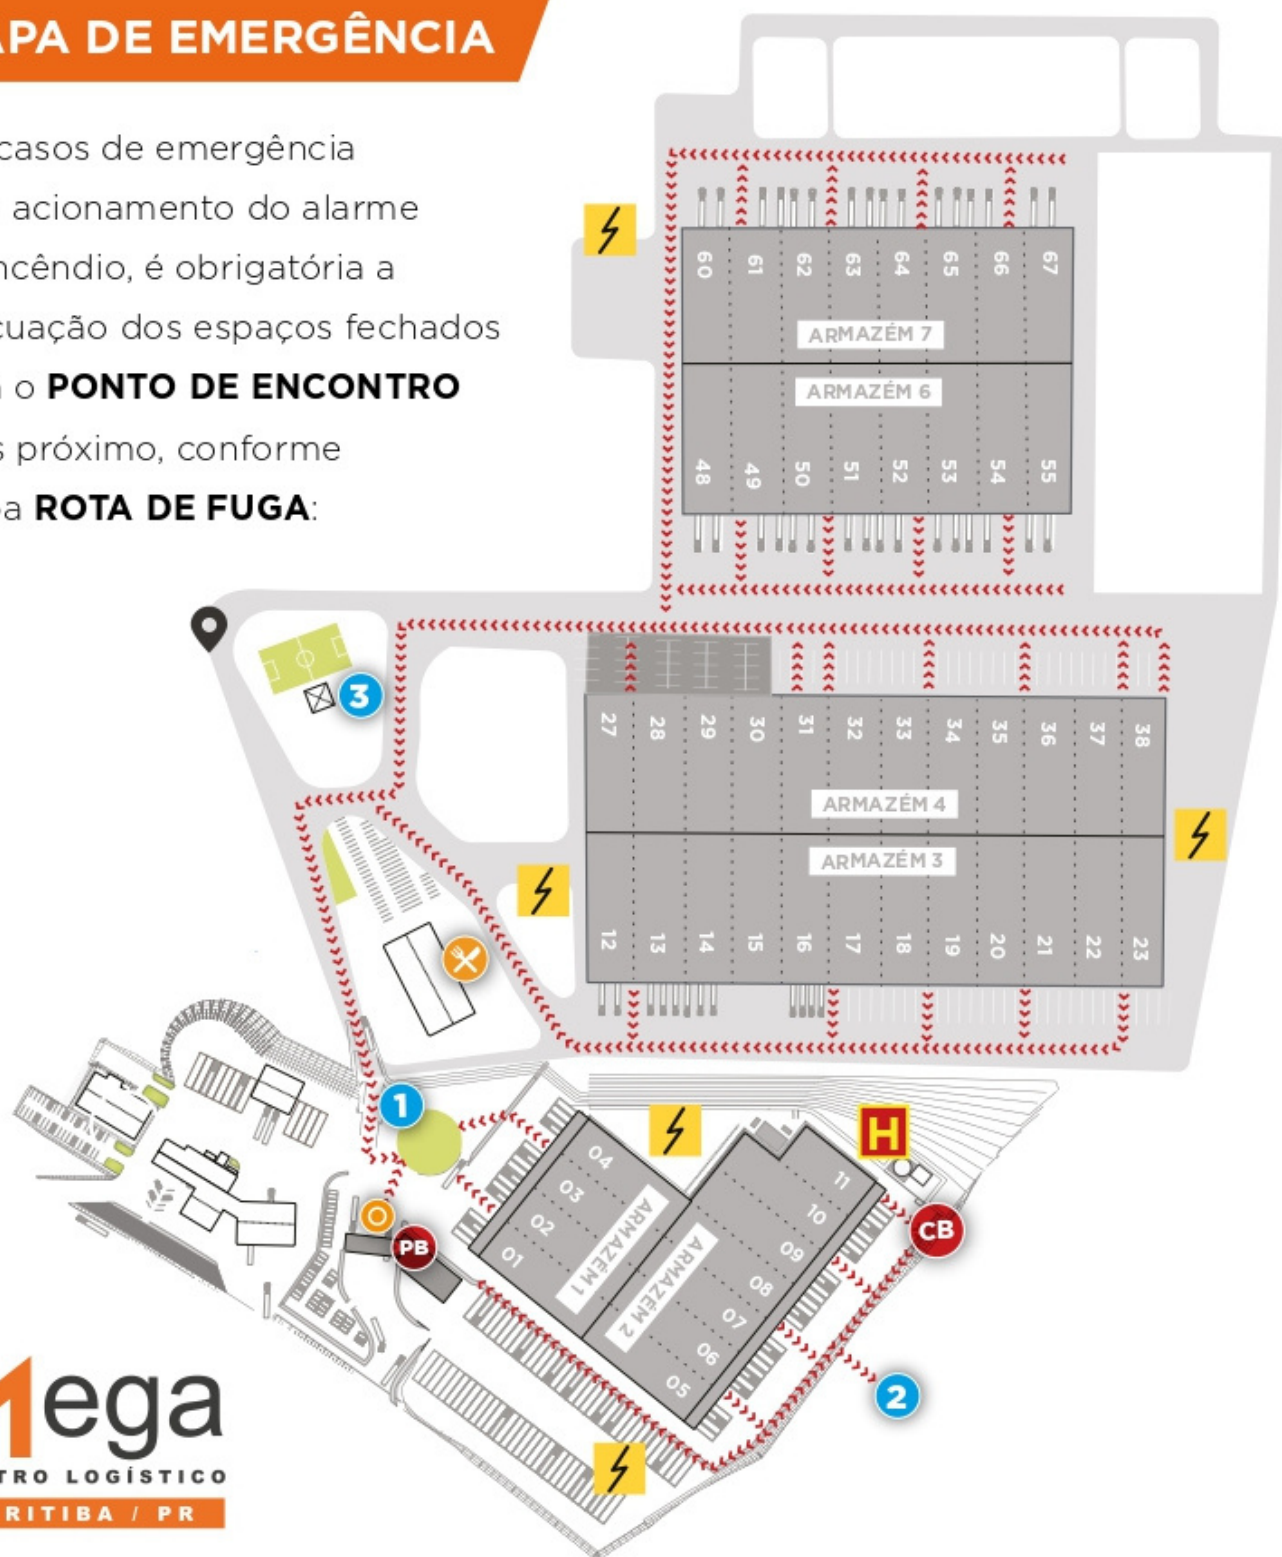 APA DE EMERGÊNCIA
casos de emergência
acionamento do alarme
ncêndio, é obrigatória a
cuação dos espaços fechados
o PONTO DE ENCONTRO
s próximo, conforme
a ROTA DE FUGA:
60 61 62 63 64 65 66 67
ARMAZÉM 7
ARMAZÉM 6
48 49 50 51 52 53 54 55
3
27 28 29 30 31 32 33 34 35 36 37 38
ARMAZÉM 4
ARMAZÉM 3
12 13 14 15 16 17 18 19 20 21 22 23
1
H
04
03
02
01
ARMAZÉM 1
ARMAZÉM 2
11
10
09
08
07
06
05
CB
PB
2
Mega
TRO LOGÍSTICO
RITIBA / PR